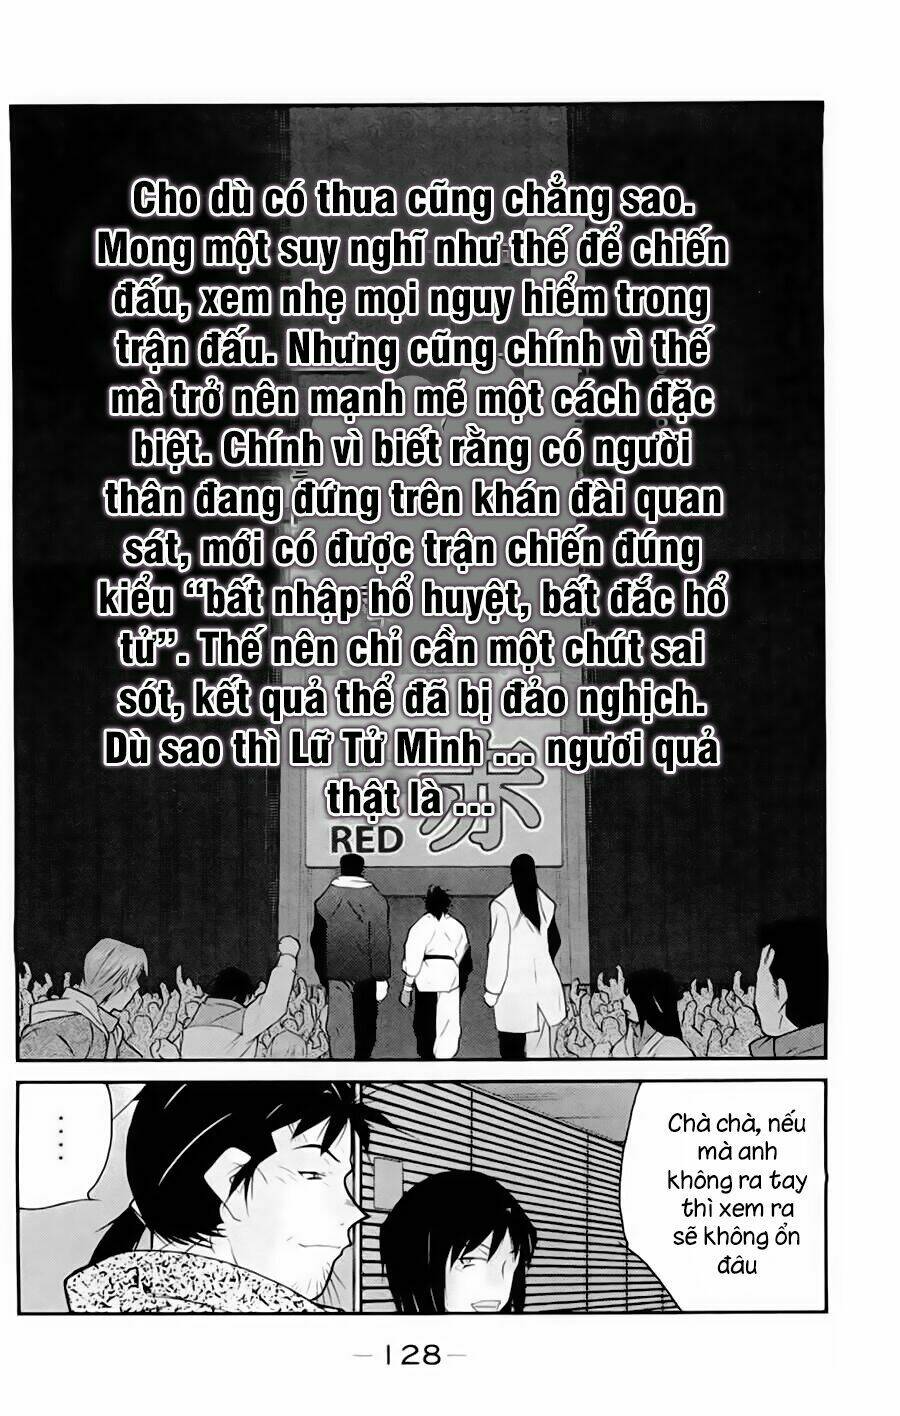 Cho dù có thua cũng chẳng sao.
Mong một suy nghĩ như thế để chiến
đấu, xem nhẹ mọi nguy hiểm trong
trận đấu. Nhưng cũng chính vì thế
mà trở nên mạnh mẽ một cách đặc
biệt. Chính vì biết rằng có người
thân đang đứng trên khán đài quan
sát, mới có được trận chiến đúng
kiểu “bất nhập hổ huyệt, bất đắc hổ
tử”. Thế nên chỉ cần một chút sai
sót, kết quả thể đã bị đảo nghịch.
Dù sao thì Lữ Tử Minh ... ngươi quả
thật là ...
RED 赤
Chà chà, nếu
mà anh
không ra tay
thì xem ra
sẽ không ổn
đâu
....
128